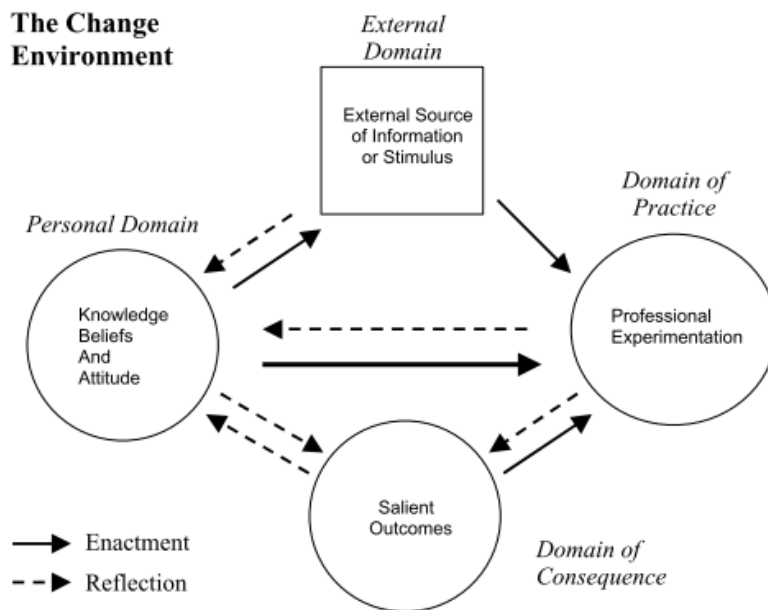 The Change
Environment
External
Domain
External Source
of Information
or Stimulus
Domain of
Practice
Personal Domain
Knowledge
Beliefs
And
Attitude
Professional
Experimentation
Salient
Outcomes
Domain of
Consequence
Enactment
Reflection